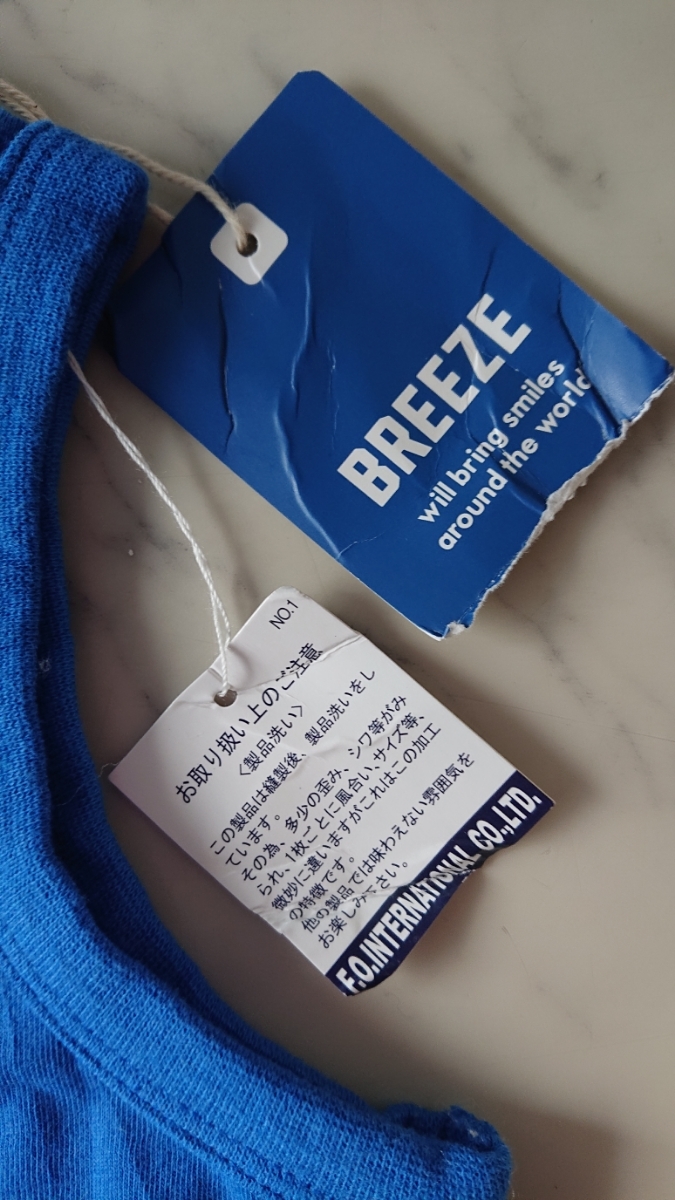 BREEZE
will bring smiles
around the world
NO.1
お取り扱い上のご注意
〈製品洗い〉
この製品は縫製後、製品洗いをし
ています。
その為、多少の歪み、シワ等がみ
られ、1枚ごとに風合い、サイズ等、
微妙に違いますがこれはこの加工
の特徴です。
他の製品では味わえない雰囲気を
お楽しみ下さい。
F.O.INTERNATIONAL CO.,LTD.